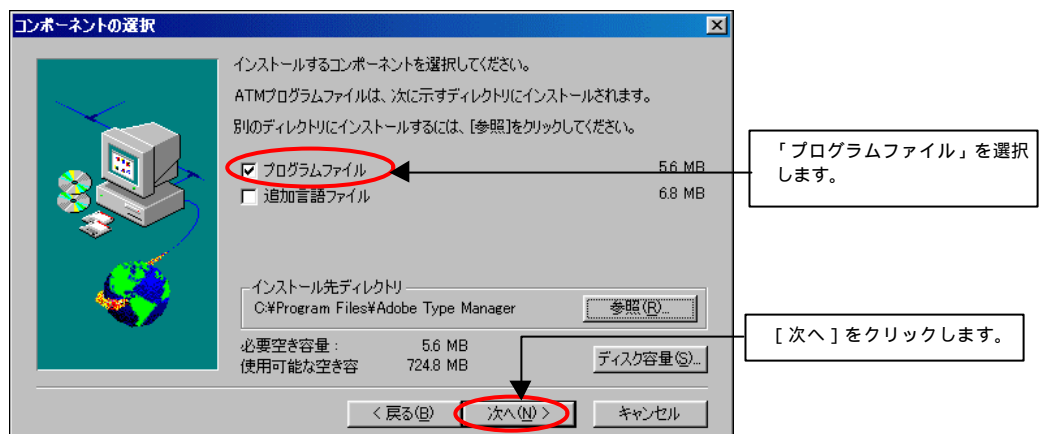 コンポーネントの選択
インストールするコンポーネントを選択してください。
ATMプログラムファイルは、次に示すディレクトリにインストールされます。
別のディレクトリにインストールするには、[参照]をクリックしてください。
プログラムファイル 5.6 MB
追加言語ファイル 6.8 MB
「プログラムファイル」を選択
します。
インストール先ディレクトリ
C:¥Program Files¥Adobe Type Manager 参照(R)...
必要空き容量: 5.6 MB
使用可能な空き容 724.8 MB
ディスク容量(S)...
[次へ]をクリックします。
<戻る(B) 次へ(N)> キャンセル